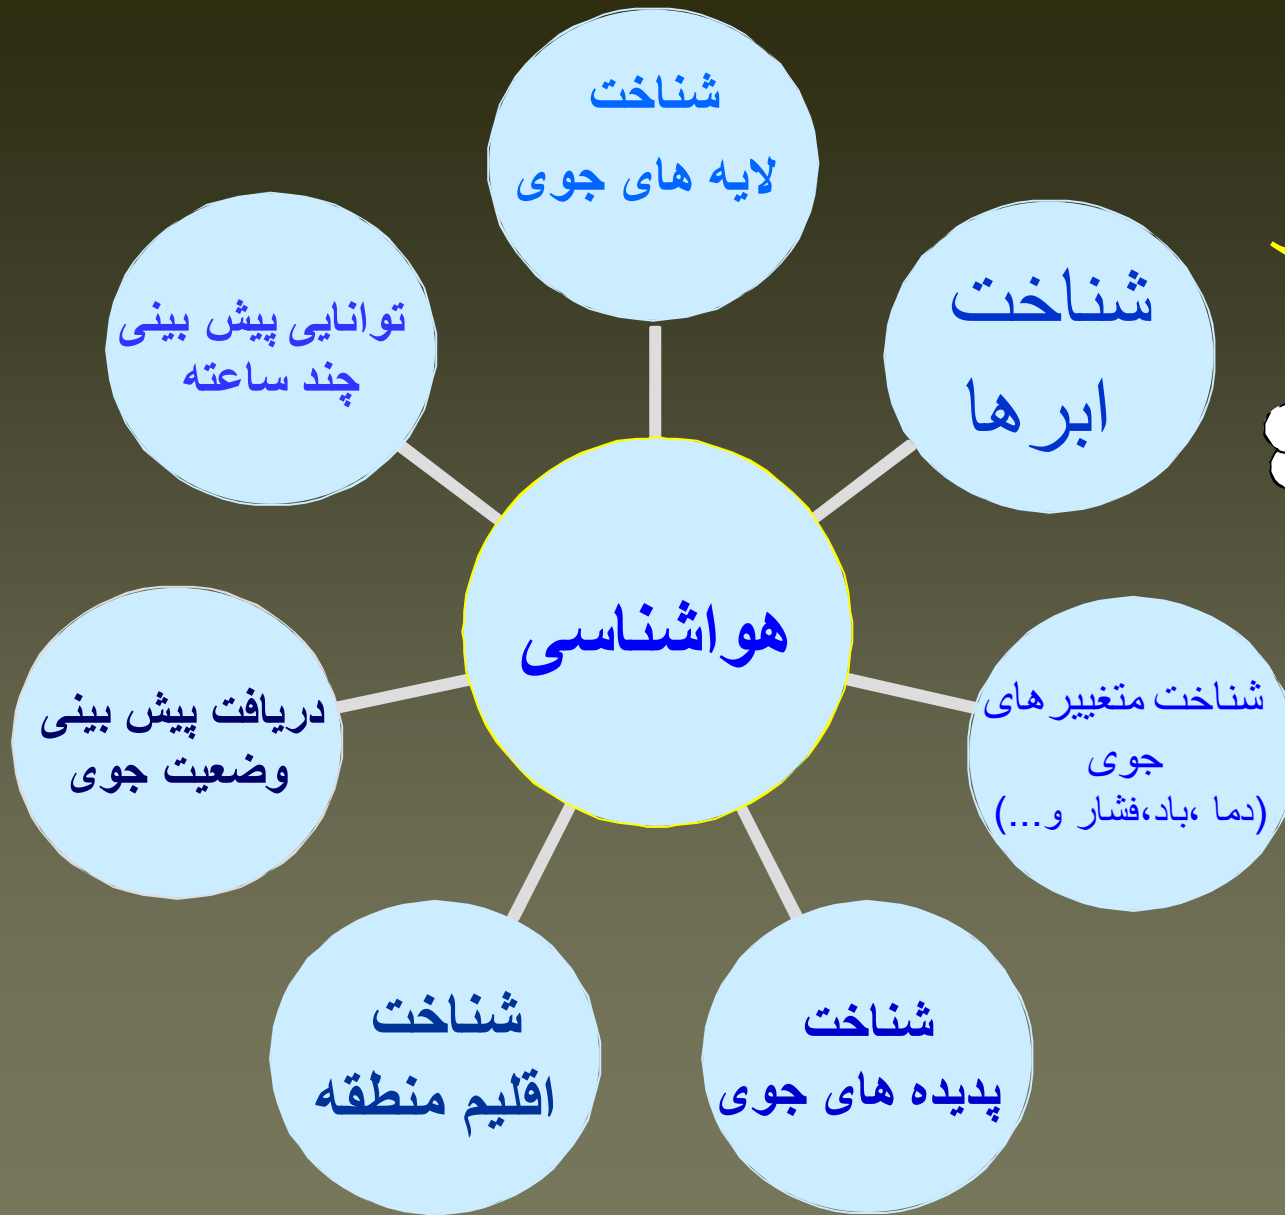 شناخت
لایه های جوی
شناخت
ابرها
شناخت متغییرهای
جوی
(دما ،باد،فشار و...)
شناخت
پدیده های جوی
شناخت
اقلیم منطقه
دریافت پیش بینی
وضعیت جوی
توانایی پیش بینی
چند ساعته
هواشناسی